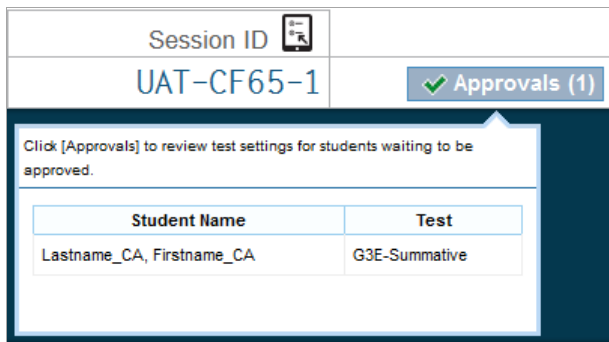 Session ID
UAT-CF65-1
Approvals (1)
Click [Approvals] to review test settings for students waiting to be
approved.
Student Name Test
Lastname_CA, Firstname_CA G3E-Summative